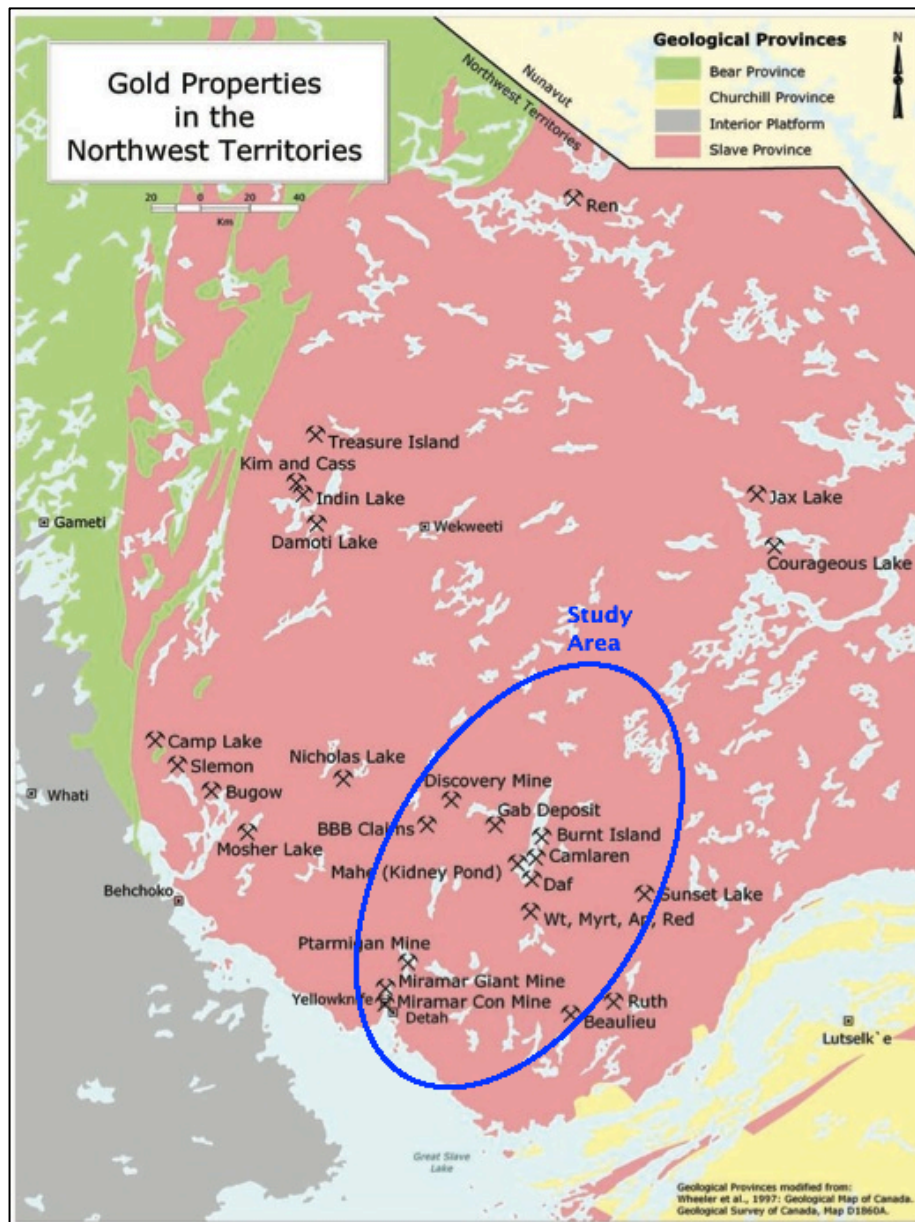 Gold Properties
in the
Northwest Territories
Nunavut
Northwest Territories
Geological Provinces
Bear Province
Churchill Province
Interior Platform
Slave Province
N
20 0 20 40
Km
Ren
Treasure Island
Kim and Cass
Indin Lake
Damoti Lake
Gameti
Wekweeti
Jax Lake
Courageous Lake
Study
Area
Camp Lake
Slemon
Bugow
Mosher Lake
Whati
Nicholas Lake
Discovery Mine
Gab Deposit
BBB Claims
Burnt Island
Camlaren
Mahe (Kidney Pond)
Daf
Sunset Lake
Wt, Myrt, Ap, Red
Behchoko
Ptarmigan Mine
Miramar Giant Mine
Yellowknife
Miramar Con Mine
Detah
Ruth
Beaulieu
Lutselk`e
Great Slave
Lake
Geological Provinces modified from:
Wheeler et al., 1997: Geological Map of Canada.
Geological Survey of Canada, Map D1860A.